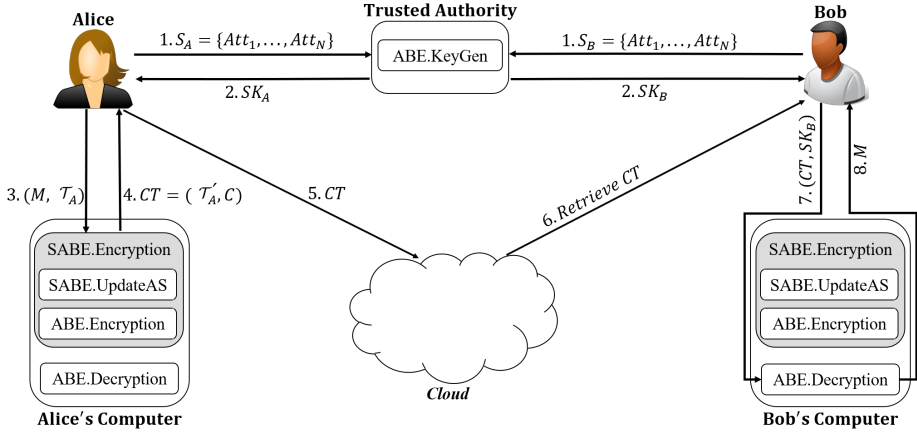 Trusted Authority
Alice
Bob
1. S_A = {Att_1, ..., Att_N}
ABE.KeyGen
1. S_B = {Att_1, ..., Att_N}
2. SK_A
2. SK_B
3. (M, 𝒯_A)
4. CT = ( 𝒯′_A, C)
5. CT
6. Retrieve CT
7. (CT, SK_B)
8. M
SABE.Encryption
SABE.UpdateAS
ABE.Encryption
ABE.Decryption
Alice's Computer
Cloud
SABE.Encryption
SABE.UpdateAS
ABE.Encryption
ABE.Decryption
Bob's Computer